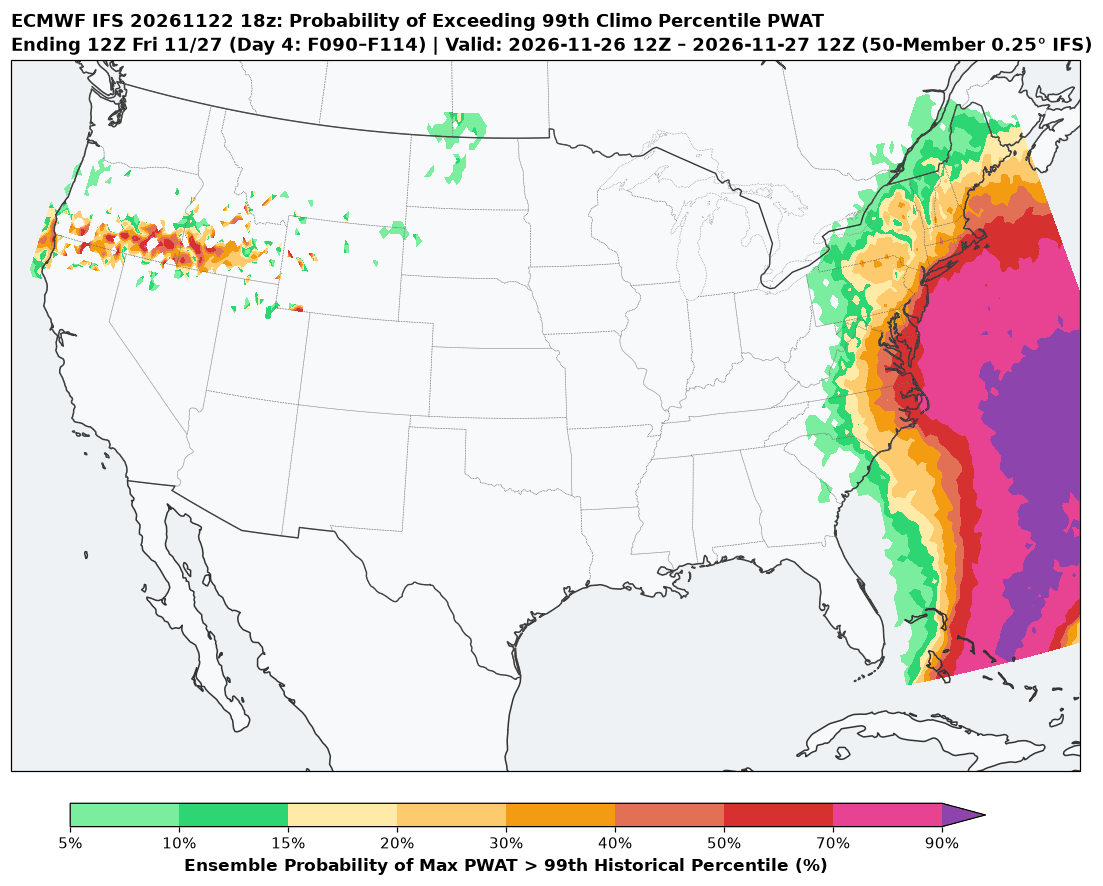 ECMWF IFS 20261122 18z: Probability of Exceeding 99th Climo Percentile PWAT
Ending 12Z Fri 11/27 (Day 4: F090–F114) | Valid: 2026-11-26 12Z – 2026-11-27 12Z (50-Member 0.25° IFS)
5% 10% 15% 20% 30% 40% 50% 70% 90%
Ensemble Probability of Max PWAT > 99th Historical Percentile (%)